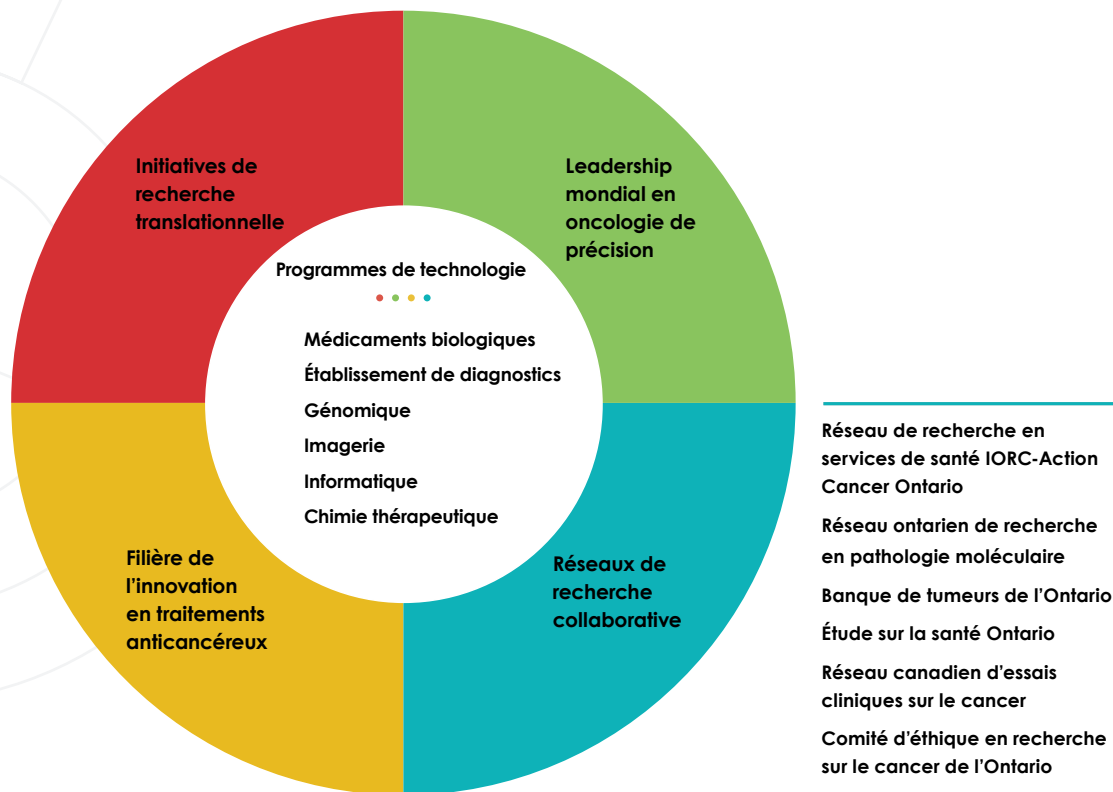 Initiatives de
recherche
translationnelle
Leadership
mondial en
oncologie de
précision
Programmes de technologie
Médicaments biologiques
Établissement de diagnostics
Génomique
Imagerie
Informatique
Chimie thérapeutique
Filière de
l’innovation
en traitements
anticancéreux
Réseaux de
recherche
collaborative
Réseau de recherche en
services de santé IORC-Action
Cancer Ontario
Réseau ontarien de recherche
en pathologie moléculaire
Banque de tumeurs de l’Ontario
Étude sur la santé Ontario
Réseau canadien d’essais
cliniques sur le cancer
Comité d’éthique en recherche
sur le cancer de l’Ontario